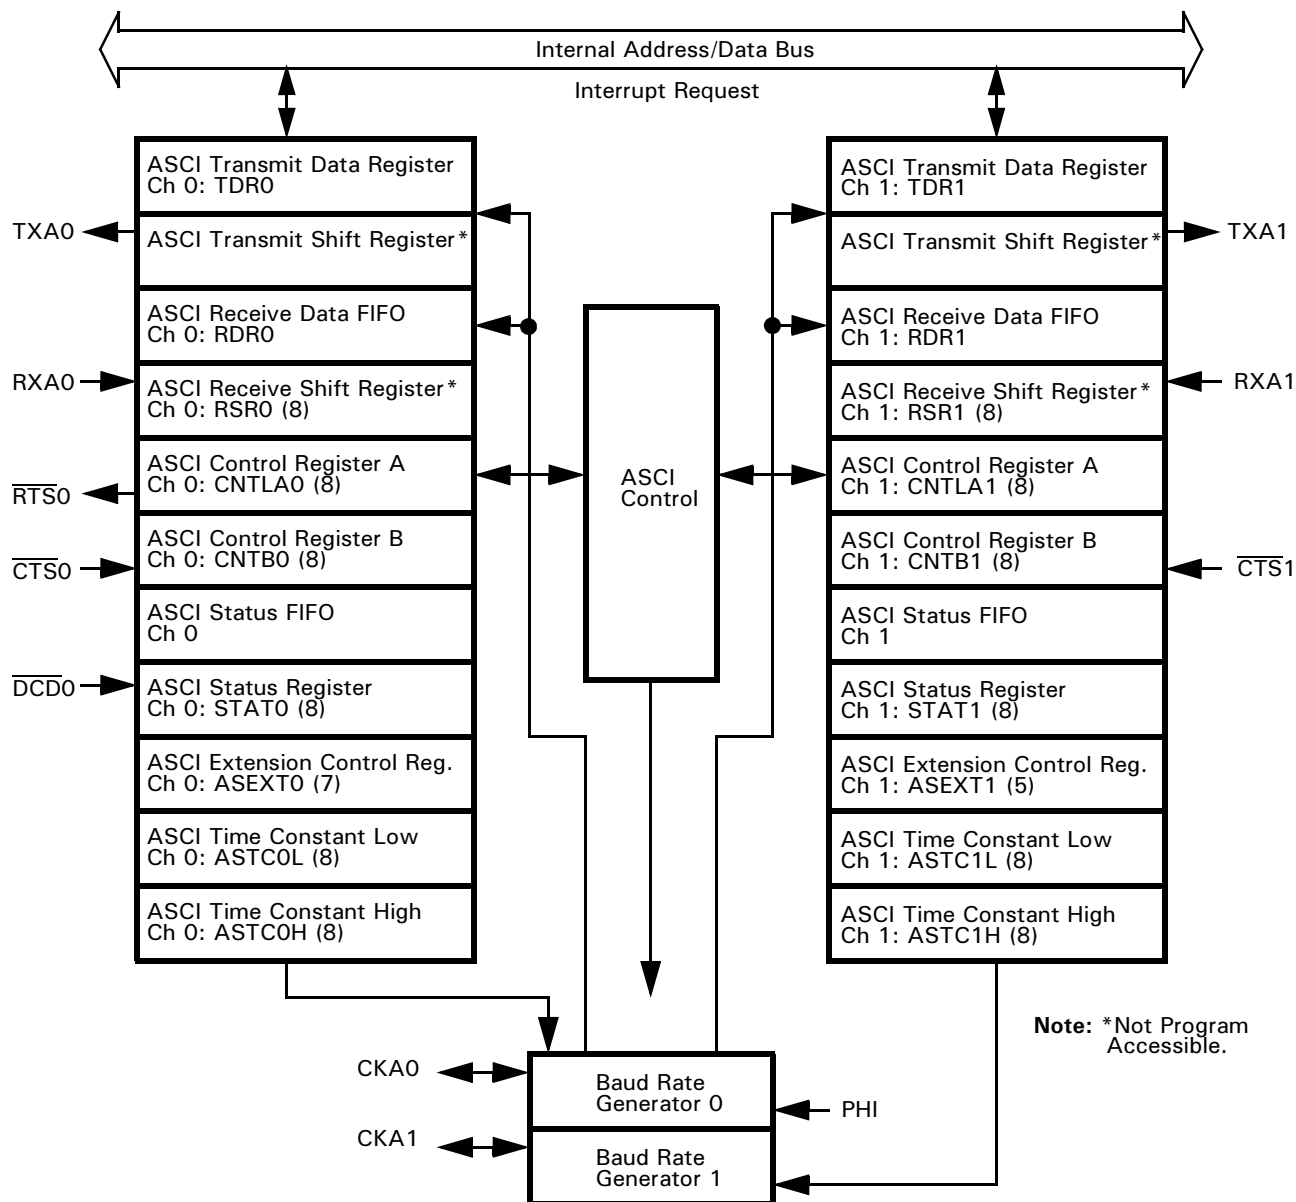 Internal Address/Data Bus
Interrupt Request
ASCI Transmit Data Register
Ch 0: TDR0
TXA0
ASCI Transmit Shift Register*
ASCI Receive Data FIFO
Ch 0: RDR0
RXA0
ASCI Receive Shift Register*
Ch 0: RSR0 (8)
ASCI Control Register A
Ch 0: CNTLA0 (8)
RTS0
ASCI Control Register B
Ch 0: CNTB0 (8)
CTS0
ASCI Status FIFO
Ch 0
DCD0
ASCI Status Register
Ch 0: STAT0 (8)
ASCI Extension Control Reg.
Ch 0: ASEXT0 (7)
ASCI Time Constant Low
Ch 0: ASTC0L (8)
ASCI Time Constant High
Ch 0: ASTC0H (8)
ASCI
Control
ASCI Transmit Data Register
Ch 1: TDR1
ASCI Transmit Shift Register*
TXA1
ASCI Receive Data FIFO
Ch 1: RDR1
ASCI Receive Shift Register*
Ch 1: RSR1 (8)
RXA1
ASCI Control Register A
Ch 1: CNTLA1 (8)
ASCI Control Register B
Ch 1: CNTB1 (8)
CTS1
ASCI Status FIFO
Ch 1
ASCI Status Register
Ch 1: STAT1 (8)
ASCI Extension Control Reg.
Ch 1: ASEXT1 (5)
ASCI Time Constant Low
Ch 1: ASTC1L (8)
ASCI Time Constant High
Ch 1: ASTC1H (8)
Note: *Not Program
Accessible.
CKA0
Baud Rate
Generator 0
PHI
CKA1
Baud Rate
Generator 1